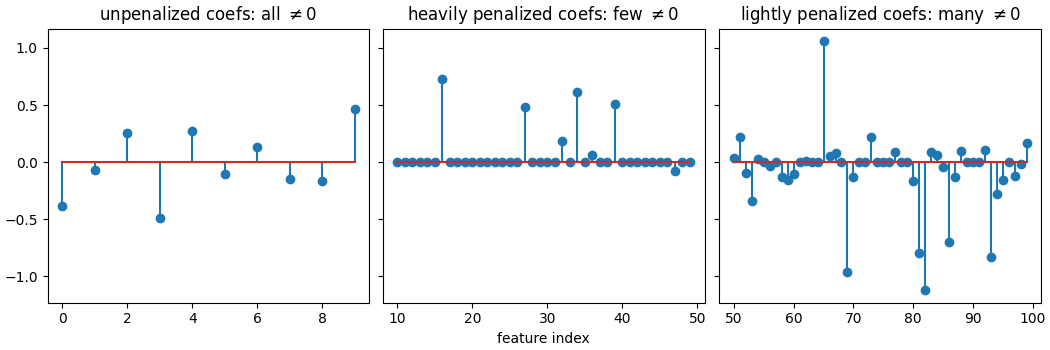 unpenalized coefs: all ≠0
heavily penalized coefs: few ≠0
lightly penalized coefs: many ≠0
1.0
0.5
0.0
−0.5
−1.0
0 2 4 6 8
10 20 30 40 50
50 60 70 80 90 100
feature index